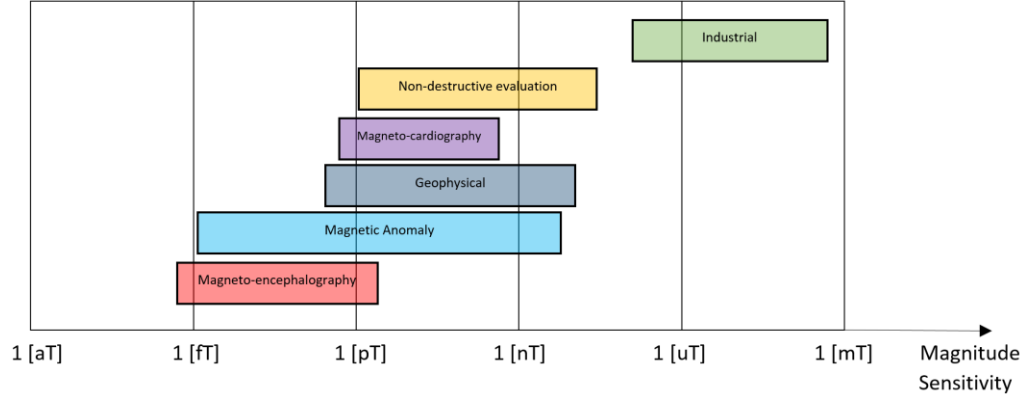 Industrial
Non-destructive evaluation
Magneto-cardiography
Geophysical
Magnetic Anomaly
Magneto-encephalography
1 [aT] 1 [fT] 1 [pT] 1 [nT] 1 [uT] 1 [mT] Magnitude
Sensitivity